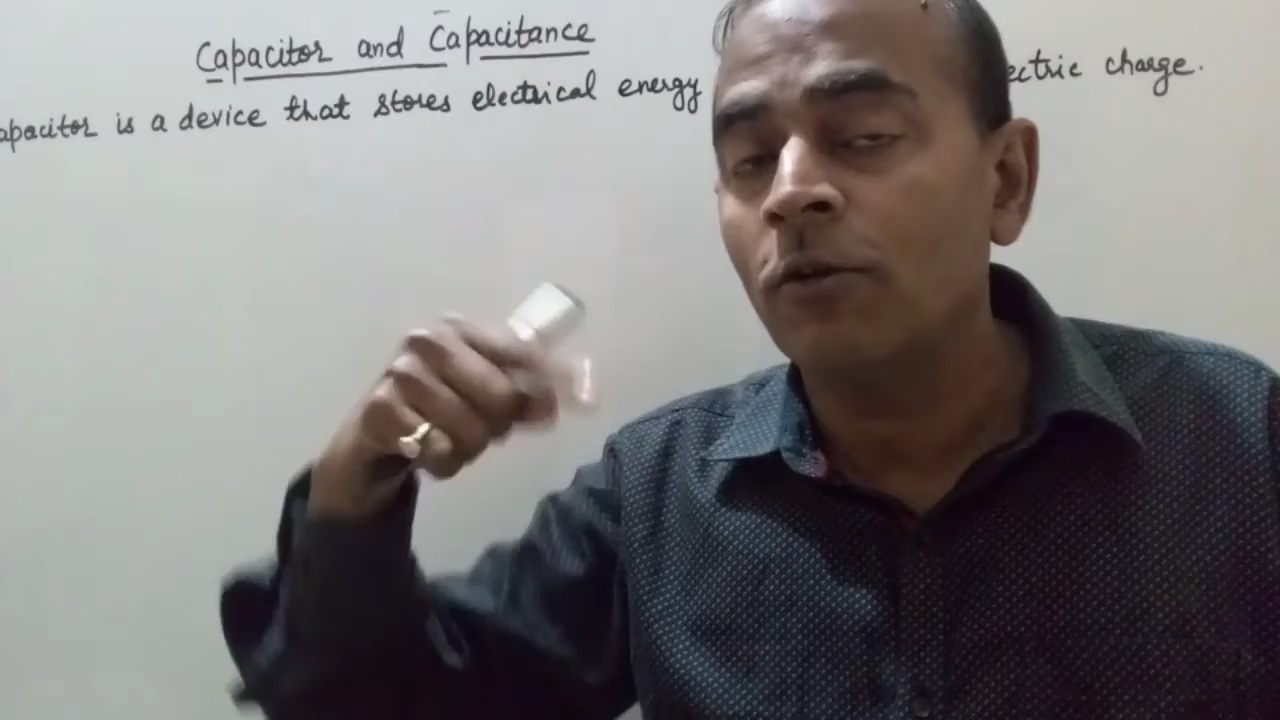 Capacitor and Capacitance
apacitor is a device that stores electrical energy ectric charge.